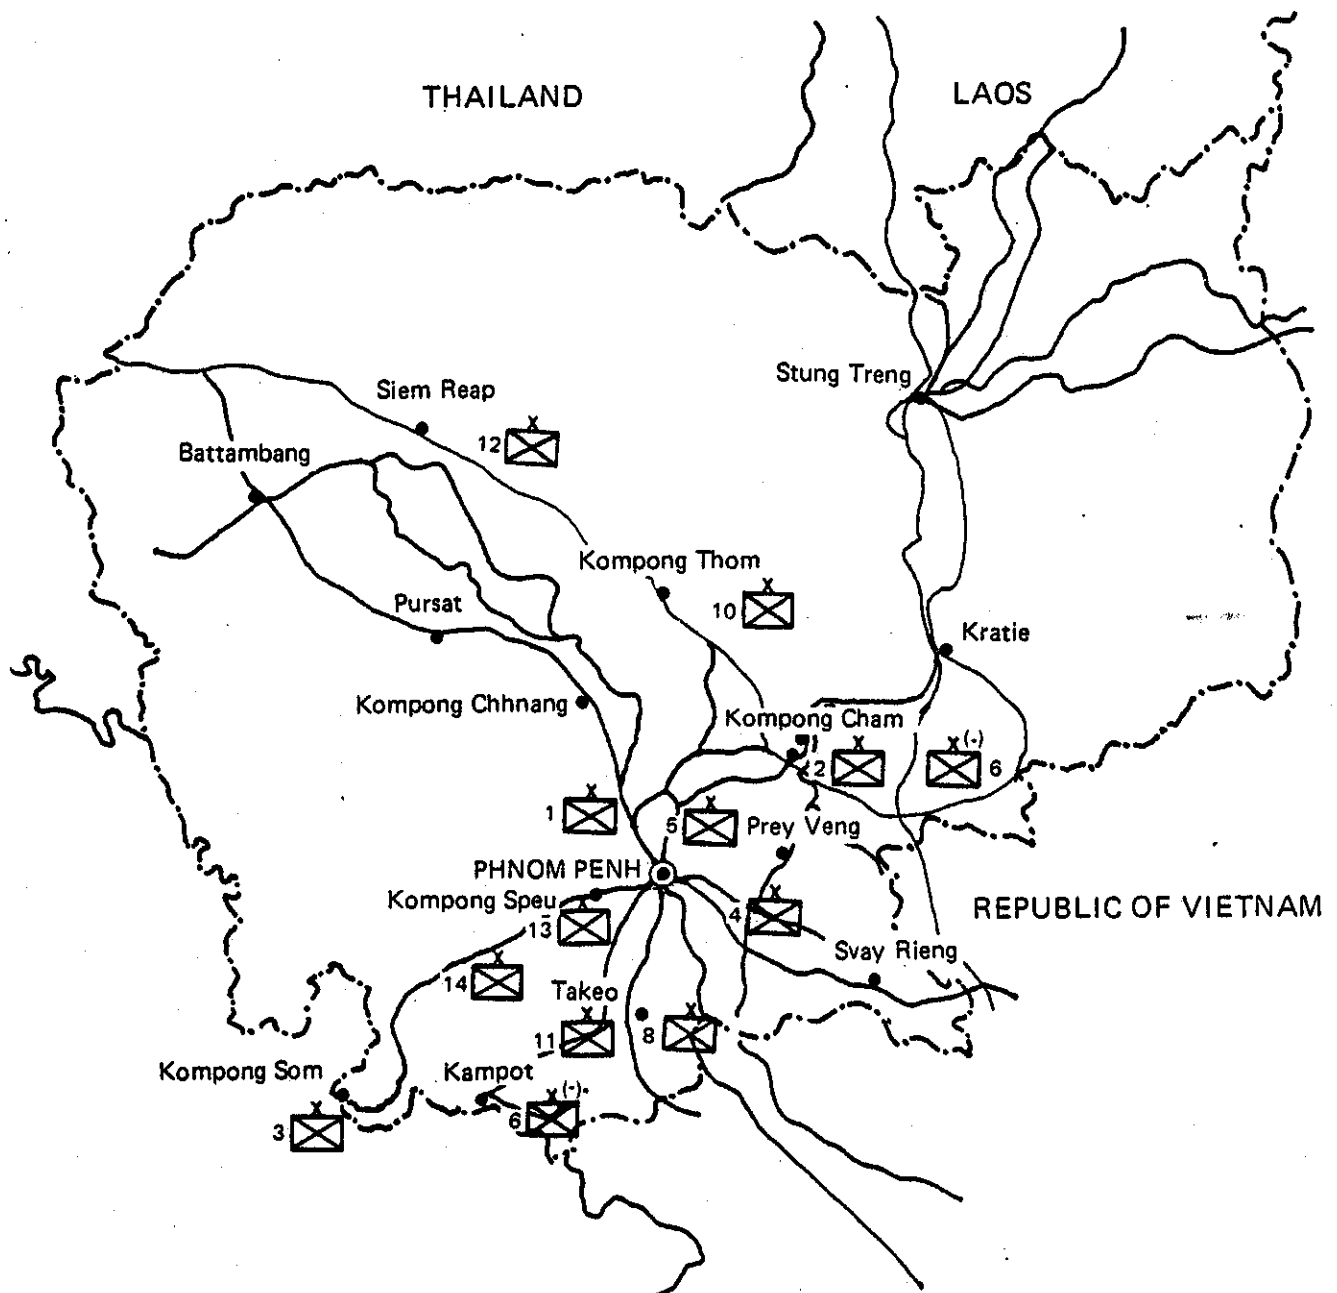 THAILAND
LAOS
Siem Reap
Stung Treng
X
12
Battambang
Kompong Thom
X
10
Pursat
Kratie
Kompong Chhnang
Kompong Cham
X
2
X(-)
6
X
1
X
5
Prey Veng
PHNOM PENH
Kompong Speu
X
13
X
4
REPUBLIC OF VIETNAM
Svay Rieng
X
14
Takeo
X
11
X
8
Kompong Som
Kampot
X
3
X(-)
6